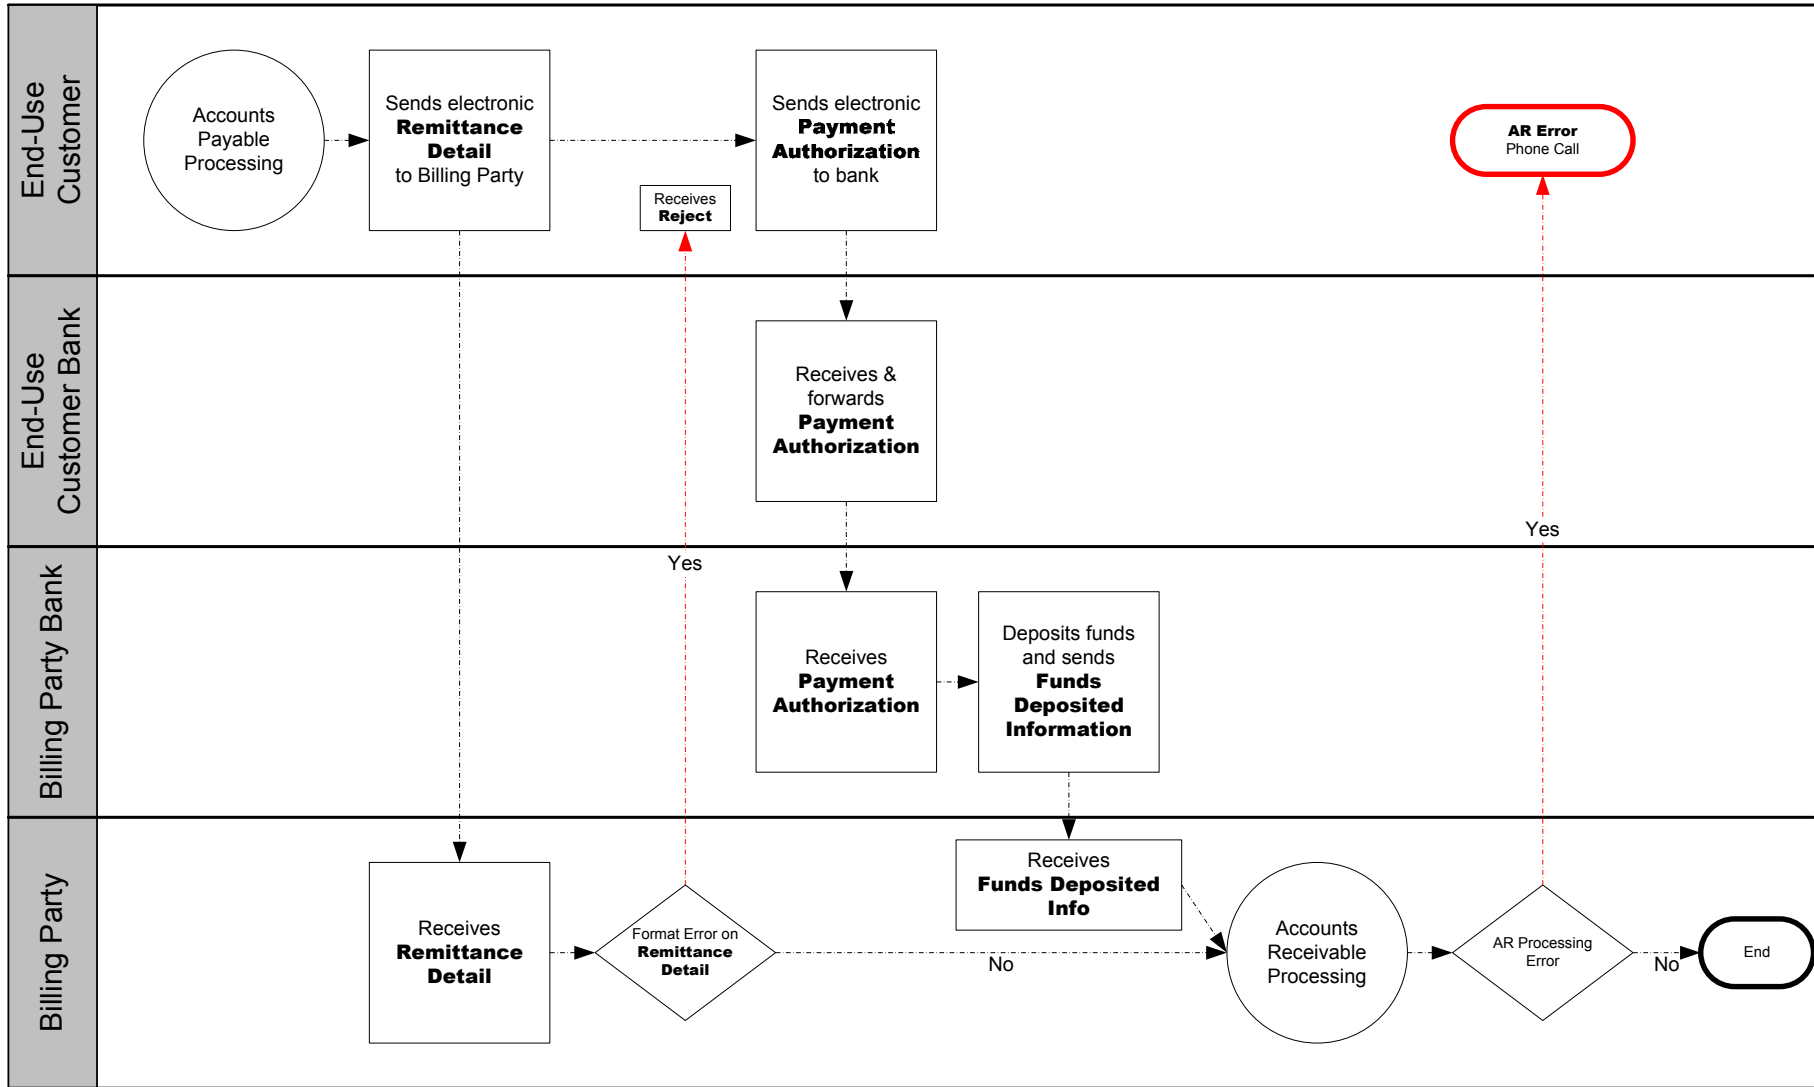 End-Use
Customer
Accounts
Payable
Processing
Sends electronic
Remittance
Detail
to Billing Party
Receives
Reject
Sends electronic
Payment
Authorization
to bank
AR Error
Phone Call
End-Use
Customer Bank
Receives &
forwards
Payment
Authorization
Yes
Billing Party Bank
Yes
Receives
Payment
Authorization
Deposits funds
and sends
Funds
Deposited
Information
Billing Party
Receives
Remittance
Detail
Format Error on
Remittance
Detail
No
Receives
Funds Deposited
Info
Accounts
Receivable
Processing
AR Processing
Error
No
End